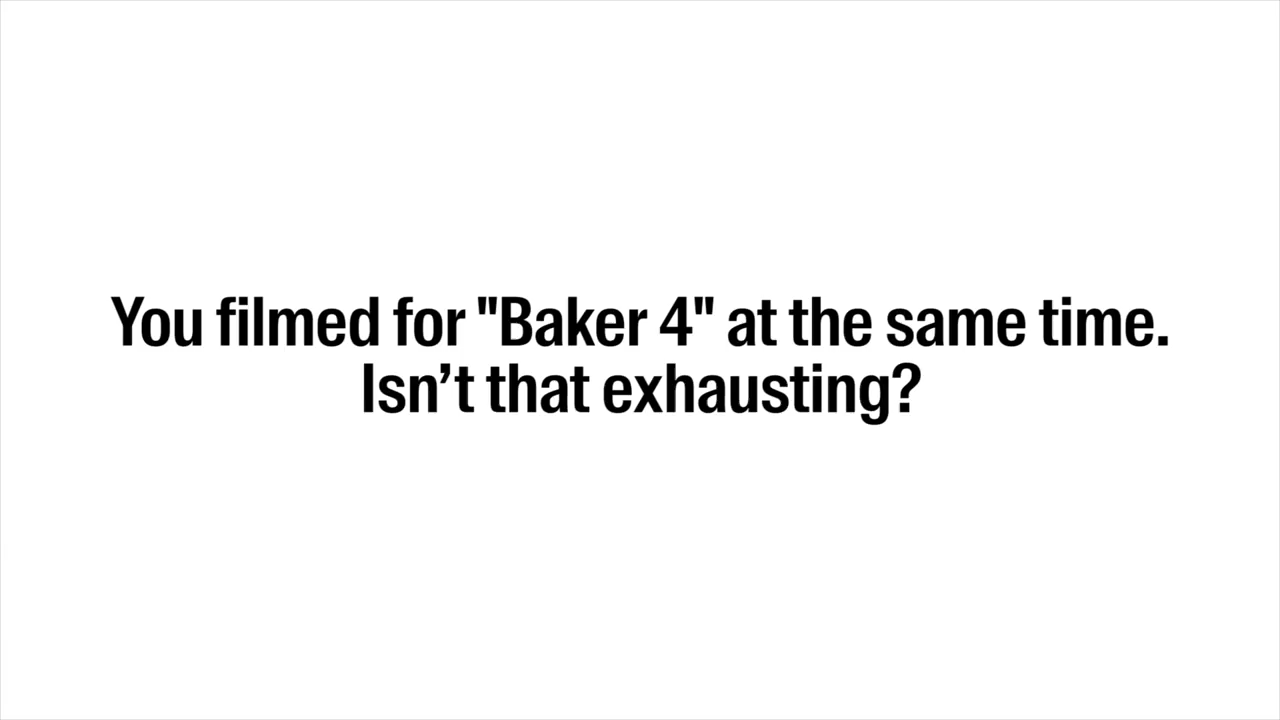 You filmed for "Baker 4" at the same time.
Isn’t that exhausting?